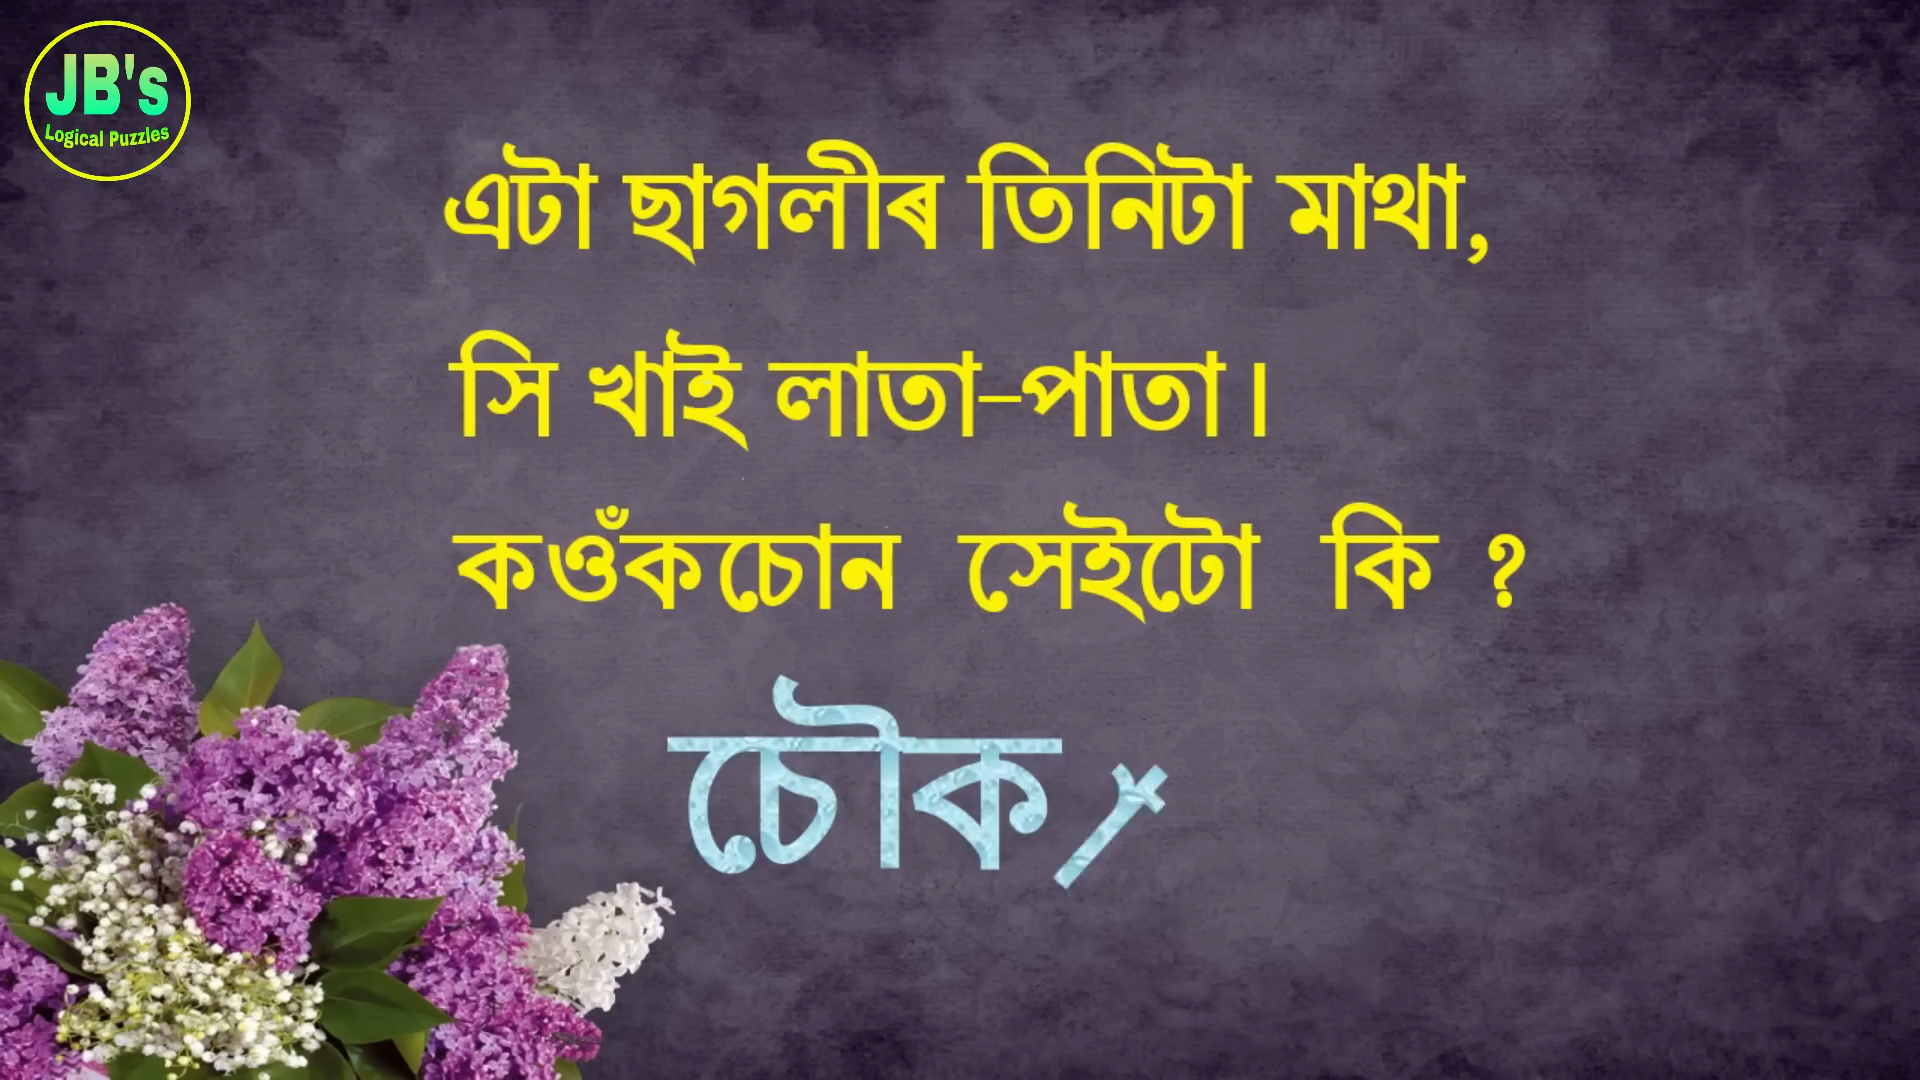 JB's
Logical Puzzles
এটা ছাগলীৰ তিনিটা মাথা,
সি খাই লাতা-পাতা।
কওঁকচোন সেইটো কি ?
চৌক